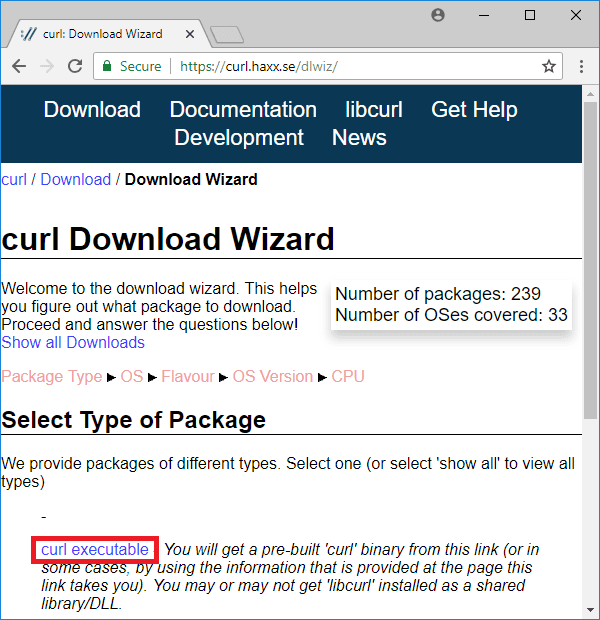 curl: Download Wizard
Secure
https://curl.haxx.se/dlwiz/
Download Documentation libcurl Get Help
Development News
curl / Download / Download Wizard
curl Download Wizard
Welcome to the download wizard. This helps
you figure out what package to download.
Proceed and answer the questions below!
Show all Downloads
Number of packages: 239
Number of OSes covered: 33
Package Type ▶ OS ▶ Flavour ▶ OS Version ▶ CPU
Select Type of Package
We provide packages of different types. Select one (or select 'show all' to view all
types)
-
curl executable You will get a pre-built 'curl' binary from this link (or in
some cases, by using the information that is provided at the page this
link takes you). You may or may not get 'libcurl' installed as a shared
library/DLL.